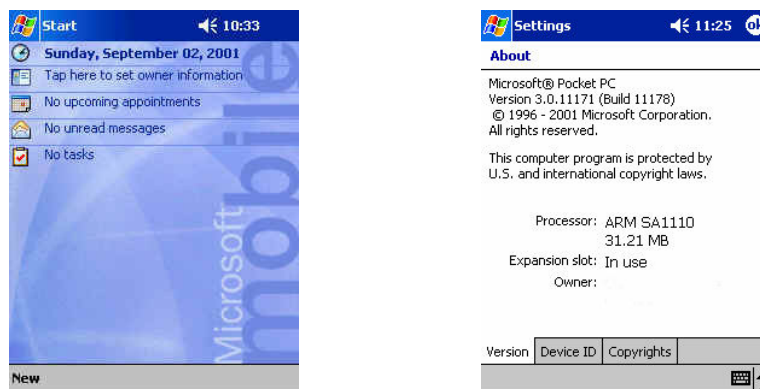 Start 10:33
Sunday, September 02, 2001
Tap here to set owner information
No upcoming appointments
No unread messages
No tasks
Microsoft
mobile
New
Settings 11:25 ok
About
Microsoft® Pocket PC
Version 3.0.11171 (Build 11178)
© 1996 - 2001 Microsoft Corporation.
All rights reserved.
This computer program is protected by
U.S. and international copyright laws.
Processor: ARM SA1110
31.21 MB
Expansion slot: In use
Owner:
Version Device ID Copyrights